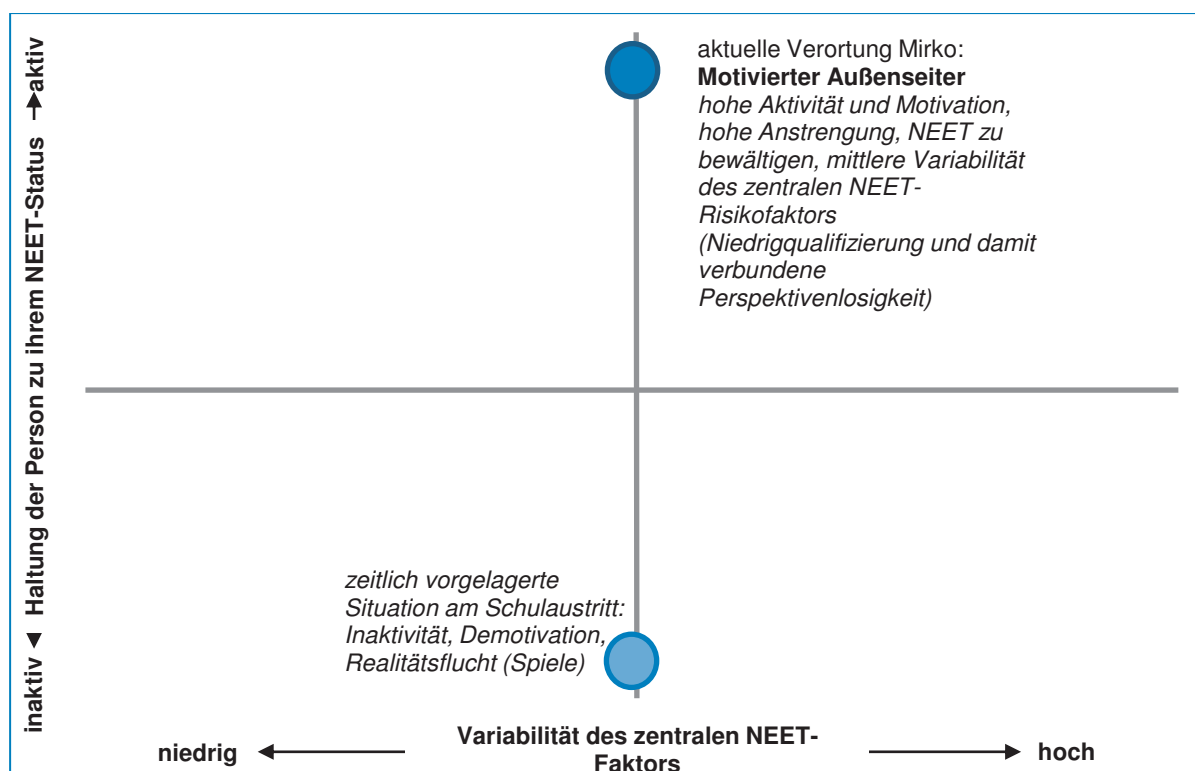 aktuelle Verortung Mirko:
Motivierter Außenseiter
hohe Aktivität und Motivation,
hohe Anstrengung, NEET zu
bewältigen, mittlere Variabilität
des zentralen NEET-
Risikofaktors
(Niedrigqualifizierung und damit
verbundene
Perspektivenlosigkeit)
inaktiv ◄ Haltung der Person zu ihrem NEET-Status →aktiv
zeitlich vorgelagerte
Situation am Schulaustritt:
Inaktivität, Demotivation,
Realitätsflucht (Spiele)
niedrig
Variabilität des zentralen NEET-
Faktors
hoch